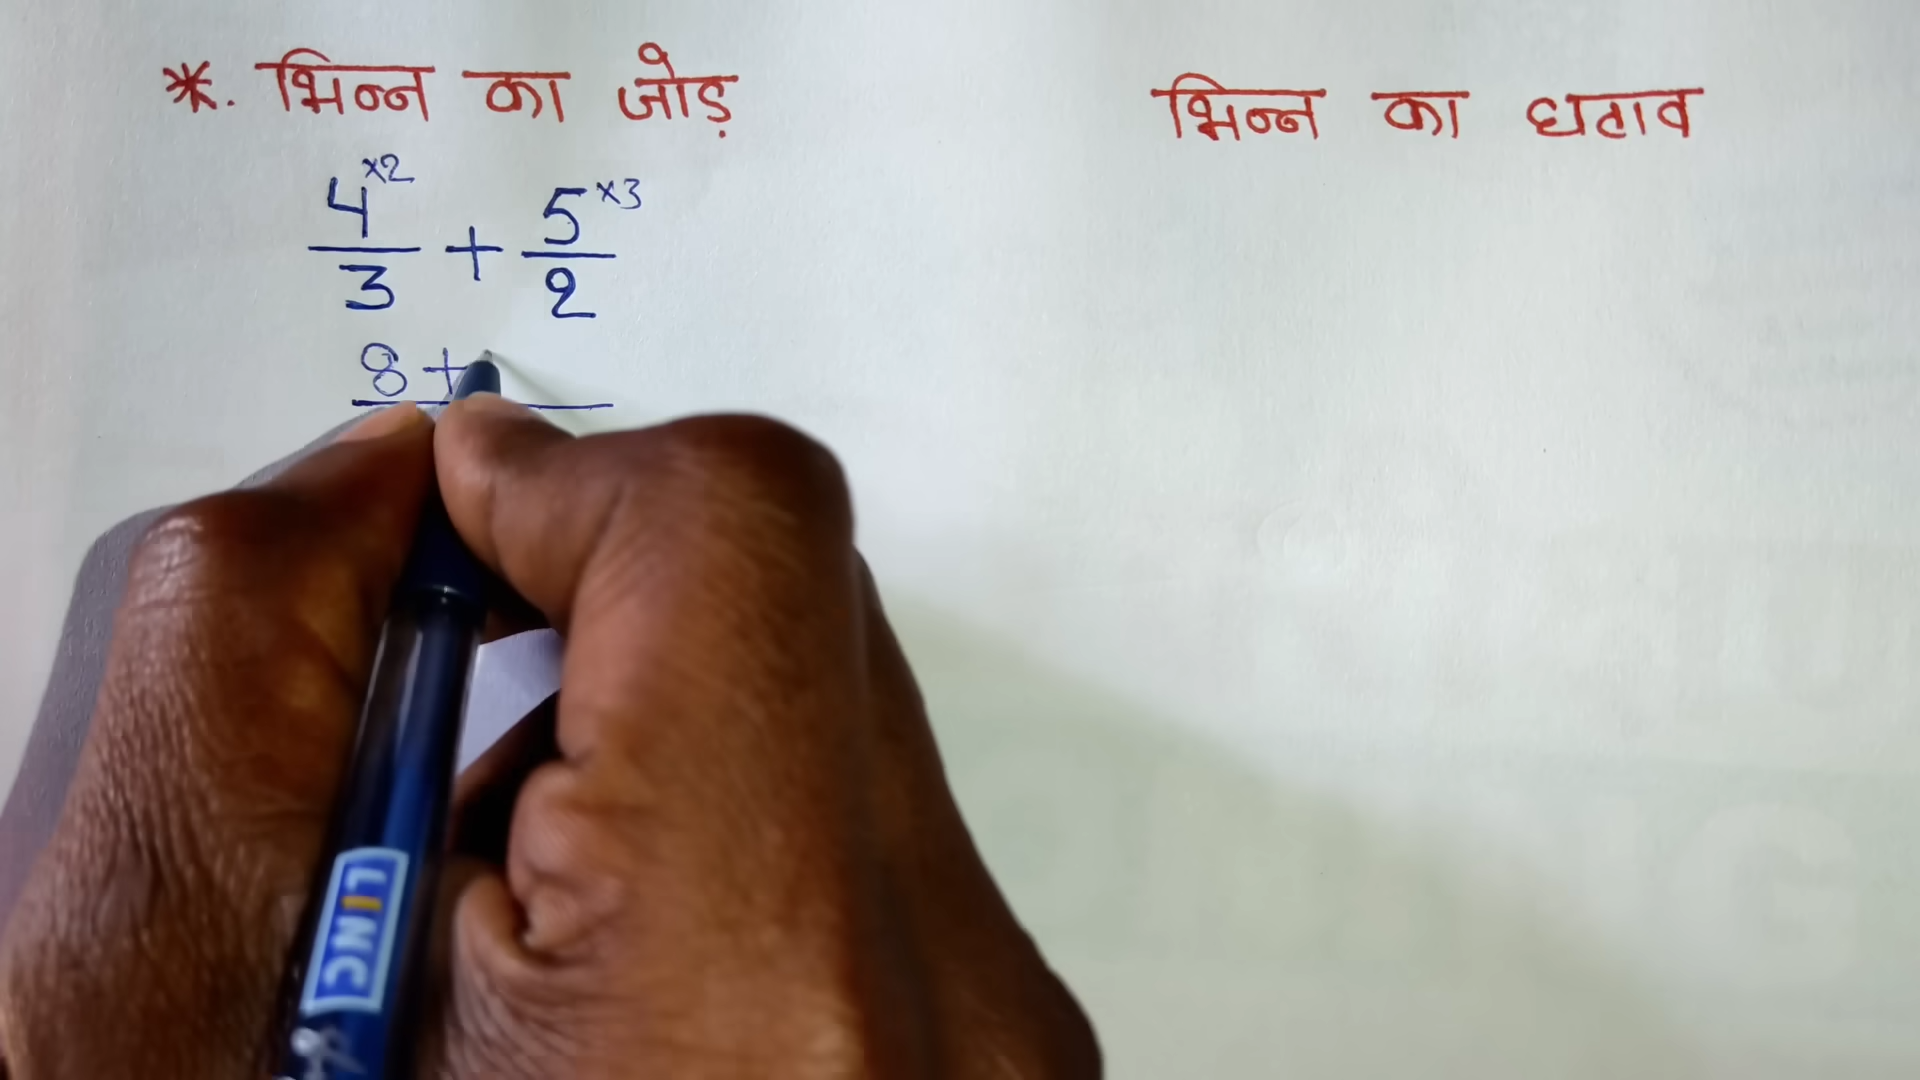 *. भिन्न का जोड़
भिन्न का घटाव
4×2 5×3
— + —
3 2
8 +
LINC